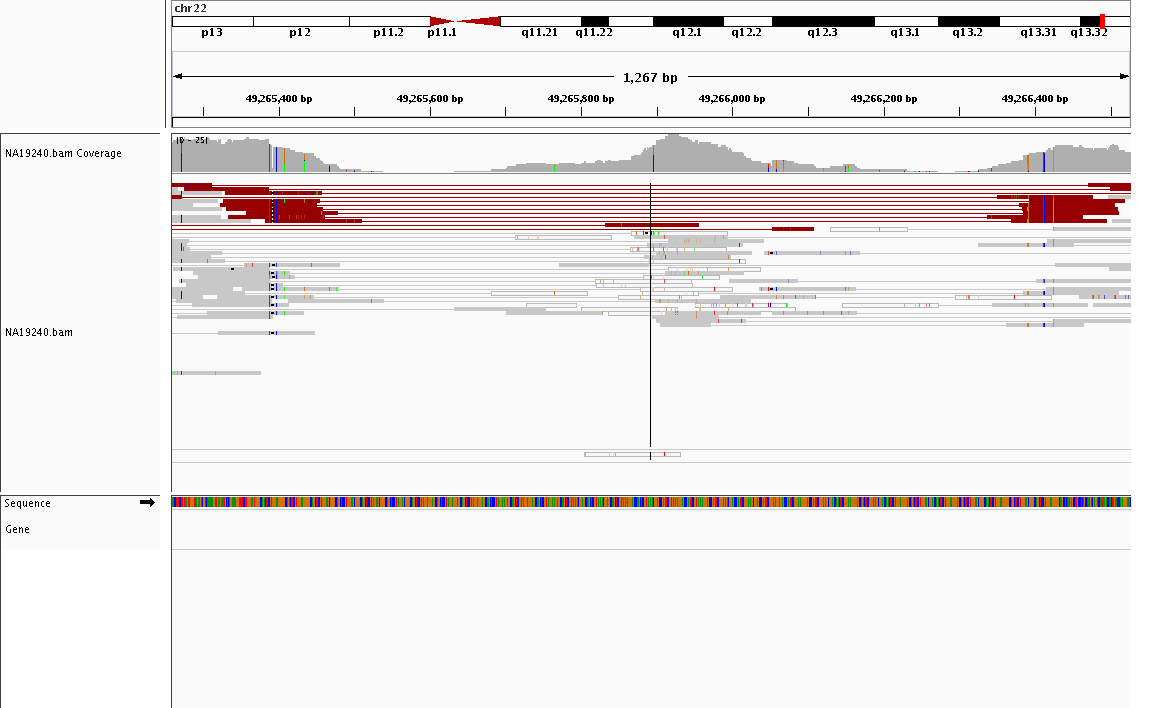 chr22
p13 p12 p11.2 p11.1 q11.21 q11.22 q12.1 q12.2 q12.3 q13.1 q13.2 q13.31 q13.32
1,267 bp
49,265,400 bp 49,265,600 bp 49,265,800 bp 49,266,000 bp 49,266,200 bp 49,266,400 bp
NA19240.bam Coverage
[0 - 25]
NA19240.bam
Sequence
Gene